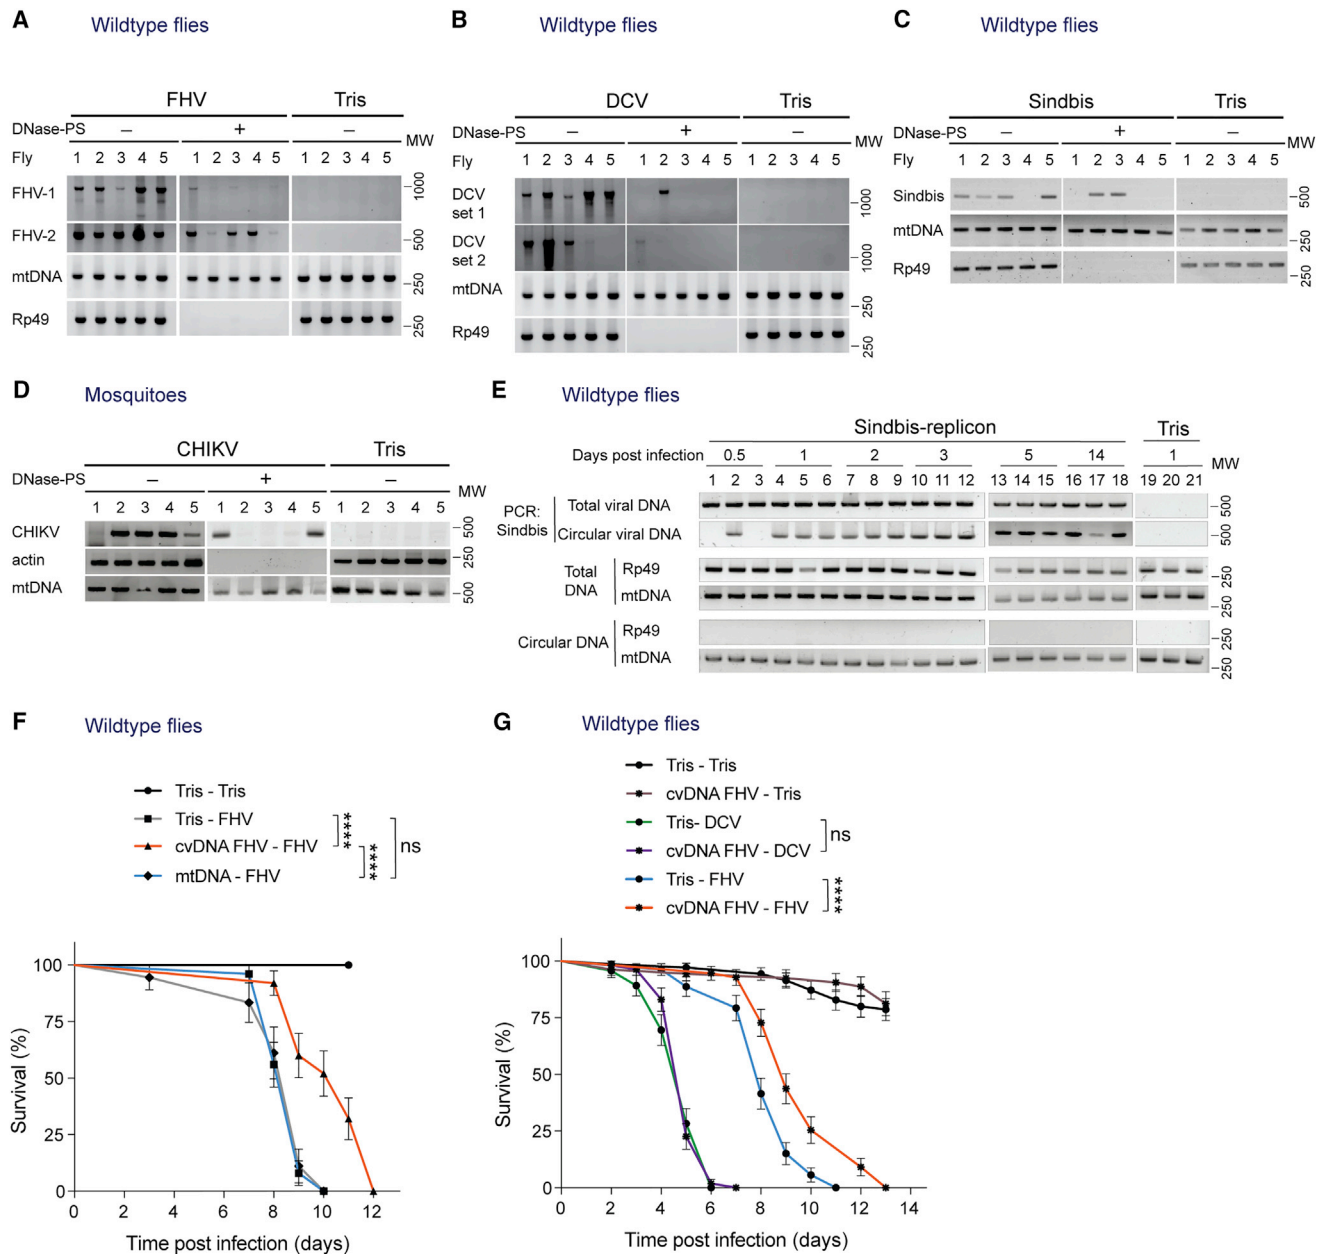 A Wildtype flies
FHV Tris
DNase-PS – + – MW
Fly 1 2 3 4 5 1 2 3 4 5 1 2 3 4 5
FHV-1 1000
FHV-2 500
mtDNA 250
Rp49 250
B Wildtype flies
DCV Tris
DNase-PS – + – MW
Fly 1 2 3 4 5 1 2 3 4 5 1 2 3 4 5
DCV
set 1 1000
DCV
set 2 1000
mtDNA 250
Rp49 250
C Wildtype flies
Sindbis Tris
DNase-PS – + – MW
Fly 1 2 3 4 5 1 2 3 4 5 1 2 3 4 5
Sindbis 500
mtDNA 250
Rp49 250
D Mosquitoes
CHIKV Tris
DNase-PS – + – MW
1 2 3 4 5 1 2 3 4 5 1 2 3 4 5
CHIKV 500
actin 250
mtDNA 500
E Wildtype flies
Sindbis-replicon Tris
Days post infection 0.5 1 2 3 5 14 1 MW
1 2 3 4 5 6 7 8 9 10 11 12 13 14 15 16 17 18 19 20 21
PCR:
Sindbis
Total viral DNA 500
Circular viral DNA 500
Total
DNA
Rp49 250
mtDNA 250
Circular DNA
Rp49 250
mtDNA 250
F Wildtype flies
Tris - Tris
Tris - FHV
cvDNA FHV - FHV
mtDNA - FHV
**** **** ns
Survival (%)
100
75
50
25
0
0 2 4 6 8 10 12
Time post infection (days)
G Wildtype flies
Tris - Tris
cvDNA FHV - Tris
Tris- DCV
cvDNA FHV - DCV
ns
Tris - FHV
cvDNA FHV - FHV
****
Survival (%)
100
75
50
25
0
0 2 4 6 8 10 12 14
Time post infection (days)